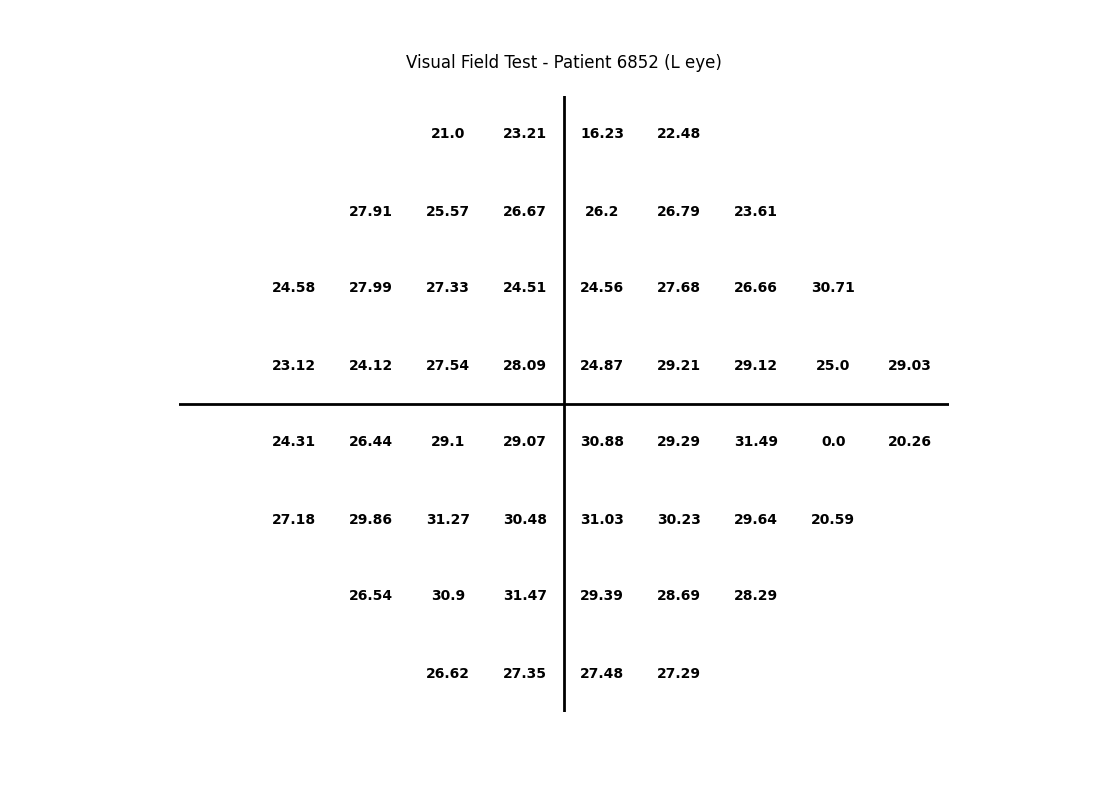 Visual Field Test - Patient 6852 (L eye)
21.0 23.21 16.23 22.48
27.91 25.57 26.67 26.2 26.79 23.61
24.58 27.99 27.33 24.51 24.56 27.68 26.66 30.71
23.12 24.12 27.54 28.09 24.87 29.21 29.12 25.0 29.03
24.31 26.44 29.1 29.07 30.88 29.29 31.49 0.0 20.26
27.18 29.86 31.27 30.48 31.03 30.23 29.64 20.59
26.54 30.9 31.47 29.39 28.69 28.29
26.62 27.35 27.48 27.29